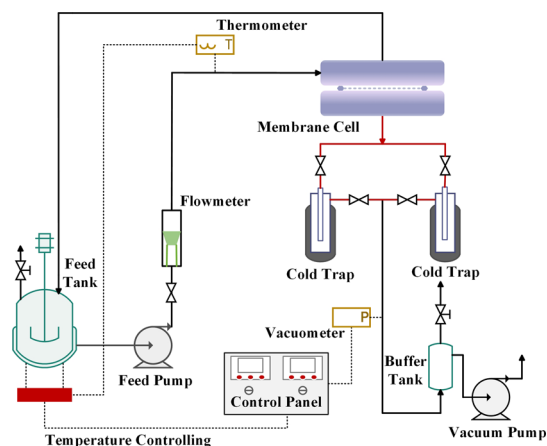 Thermometer
T
Membrane Cell
Flowmeter
Feed
Tank
Cold Trap
Cold Trap
Vacuometer
P
Feed Pump
Buffer
Tank
Control Panel
Vacuum Pump
Temperature Controlling